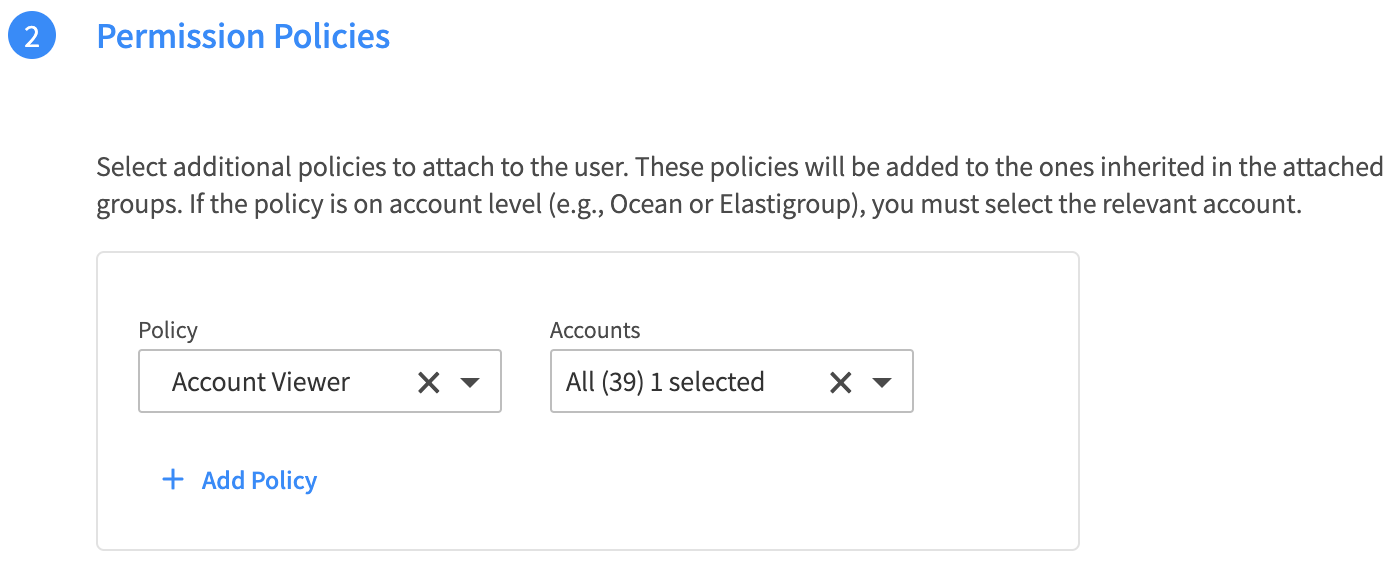 2
Permission Policies
Select additional policies to attach to the user. These policies will be added to the ones inherited in the attached
groups. If the policy is on account level (e.g., Ocean or Elastigroup), you must select the relevant account.
Policy
Accounts
Account Viewer
All (39) 1 selected
+ Add Policy